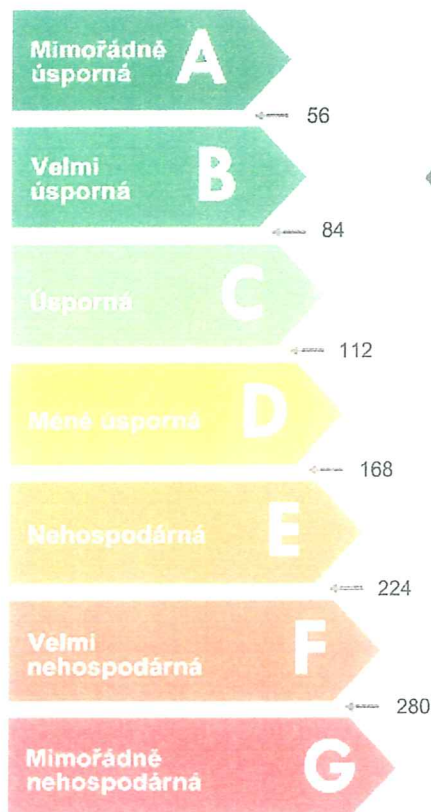 Mimořádně
úsporná
A
56
Velmi
úsporná
B
84
Úsporná
C
112
Méně úsporná
D
168
Nehospodárná
E
224
Velmi
nehospodárná
F
280
Mimořádně
nehospodárná
G